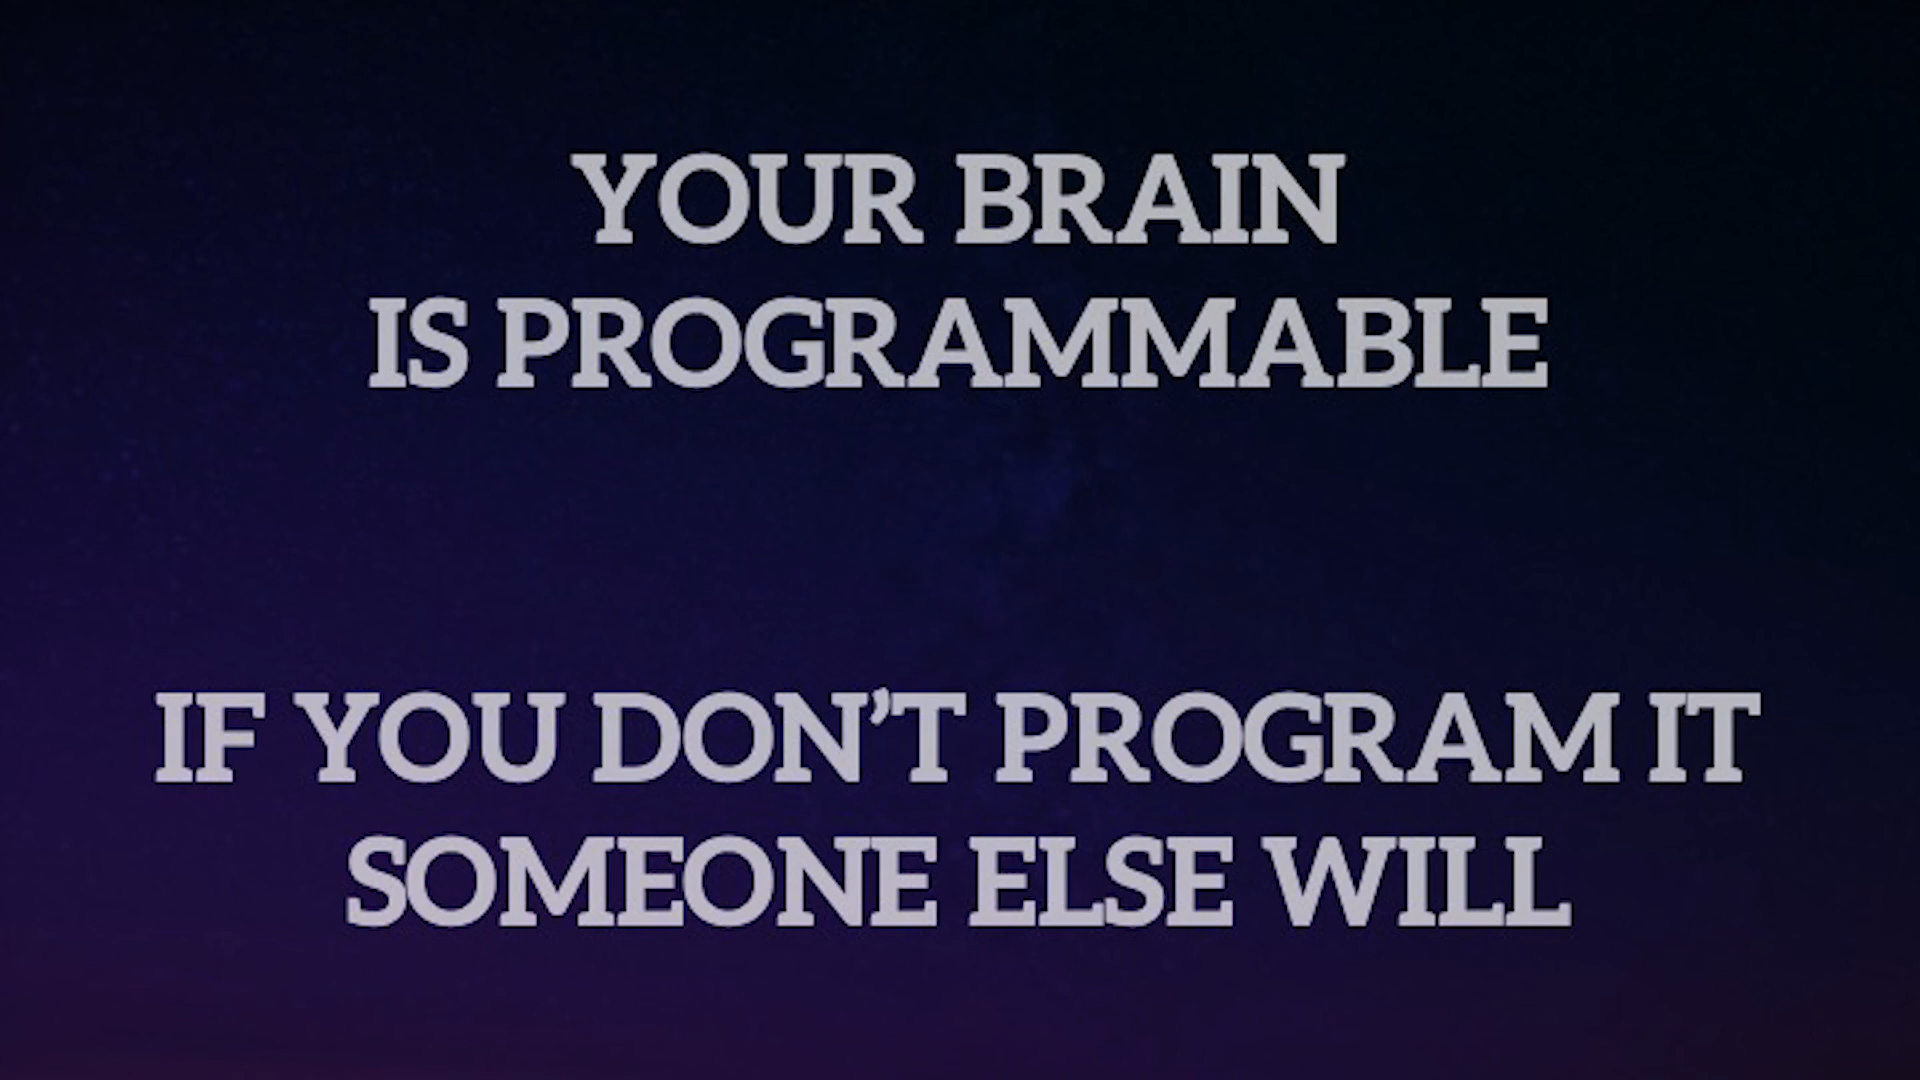 YOUR BRAIN
IS PROGRAMMABLE
IF YOU DON’T PROGRAM IT
SOMEONE ELSE WILL